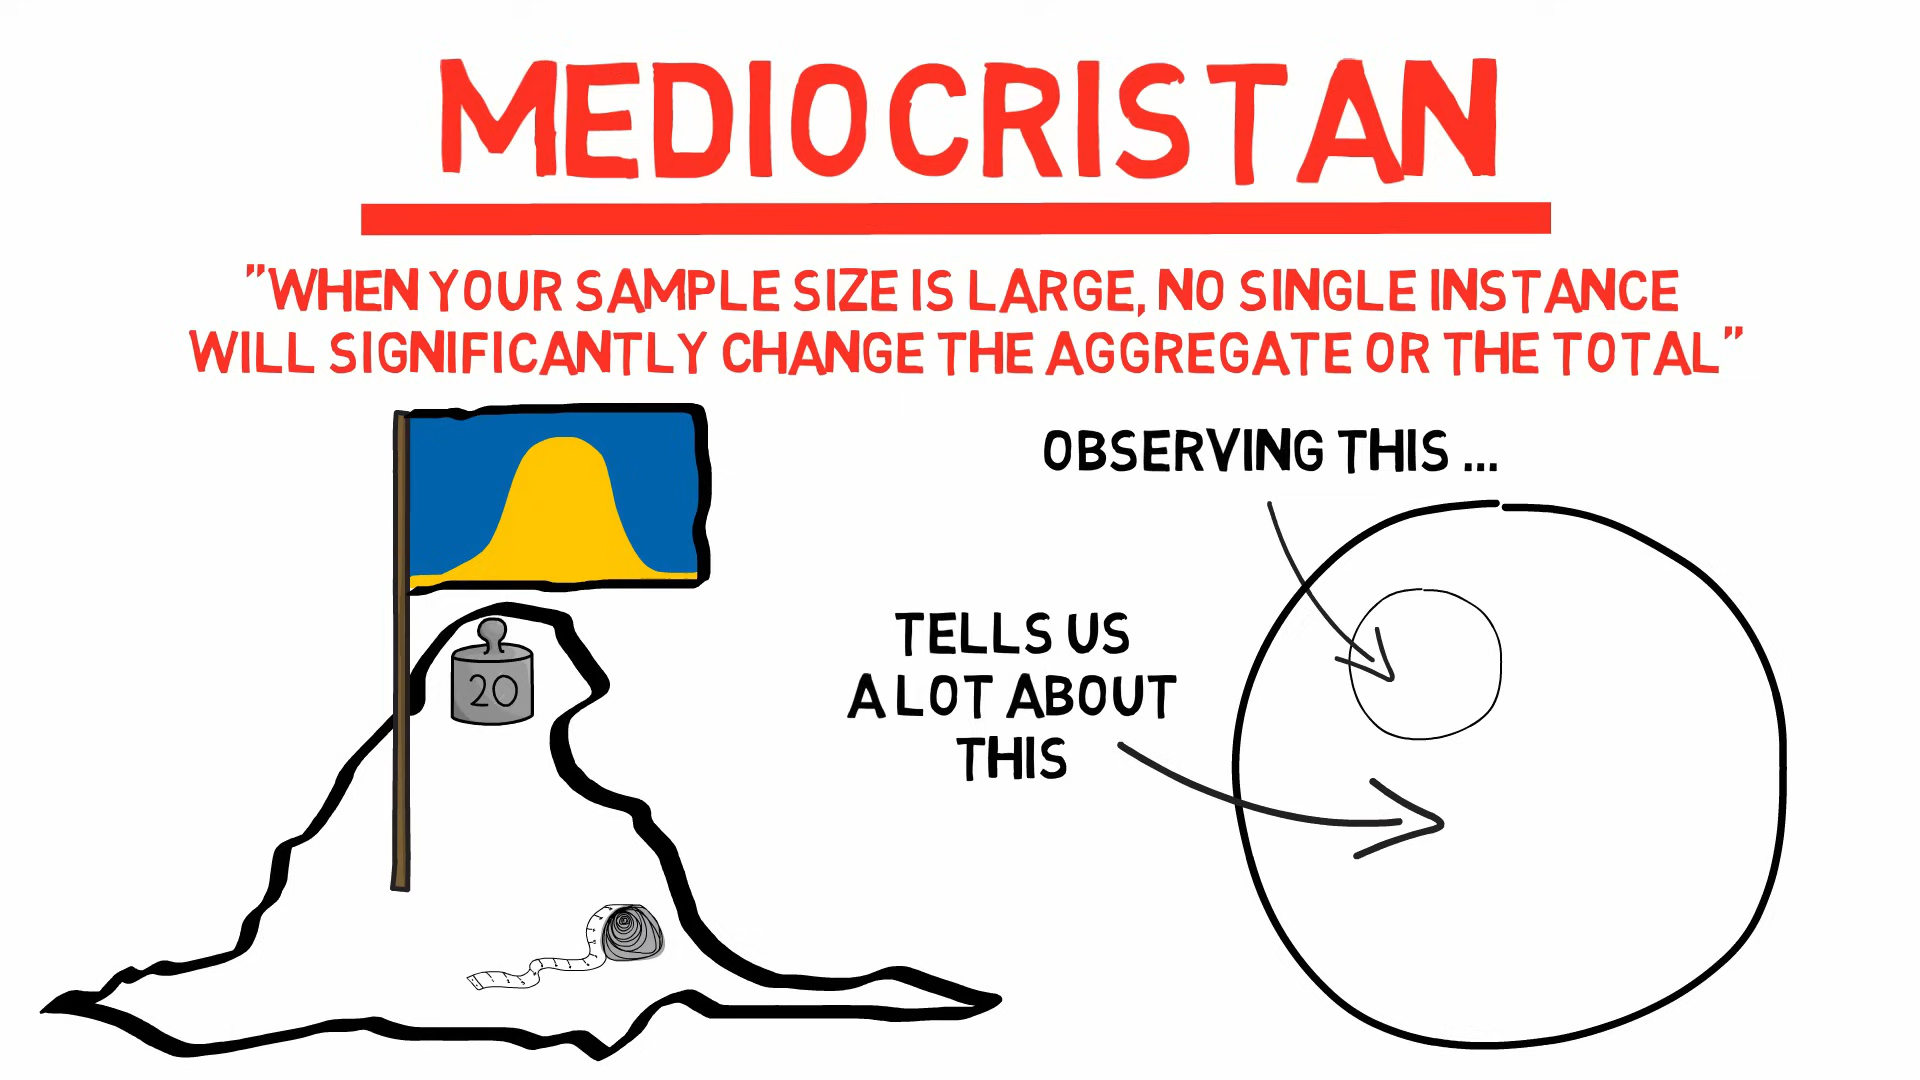 MEDIOCRISTAN
"WHEN YOUR SAMPLE SIZE IS LARGE, NO SINGLE INSTANCE
WILL SIGNIFICANTLY CHANGE THE AGGREGATE OR THE TOTAL"
OBSERVING THIS ...
TELLS US
A LOT ABOUT
THIS
20